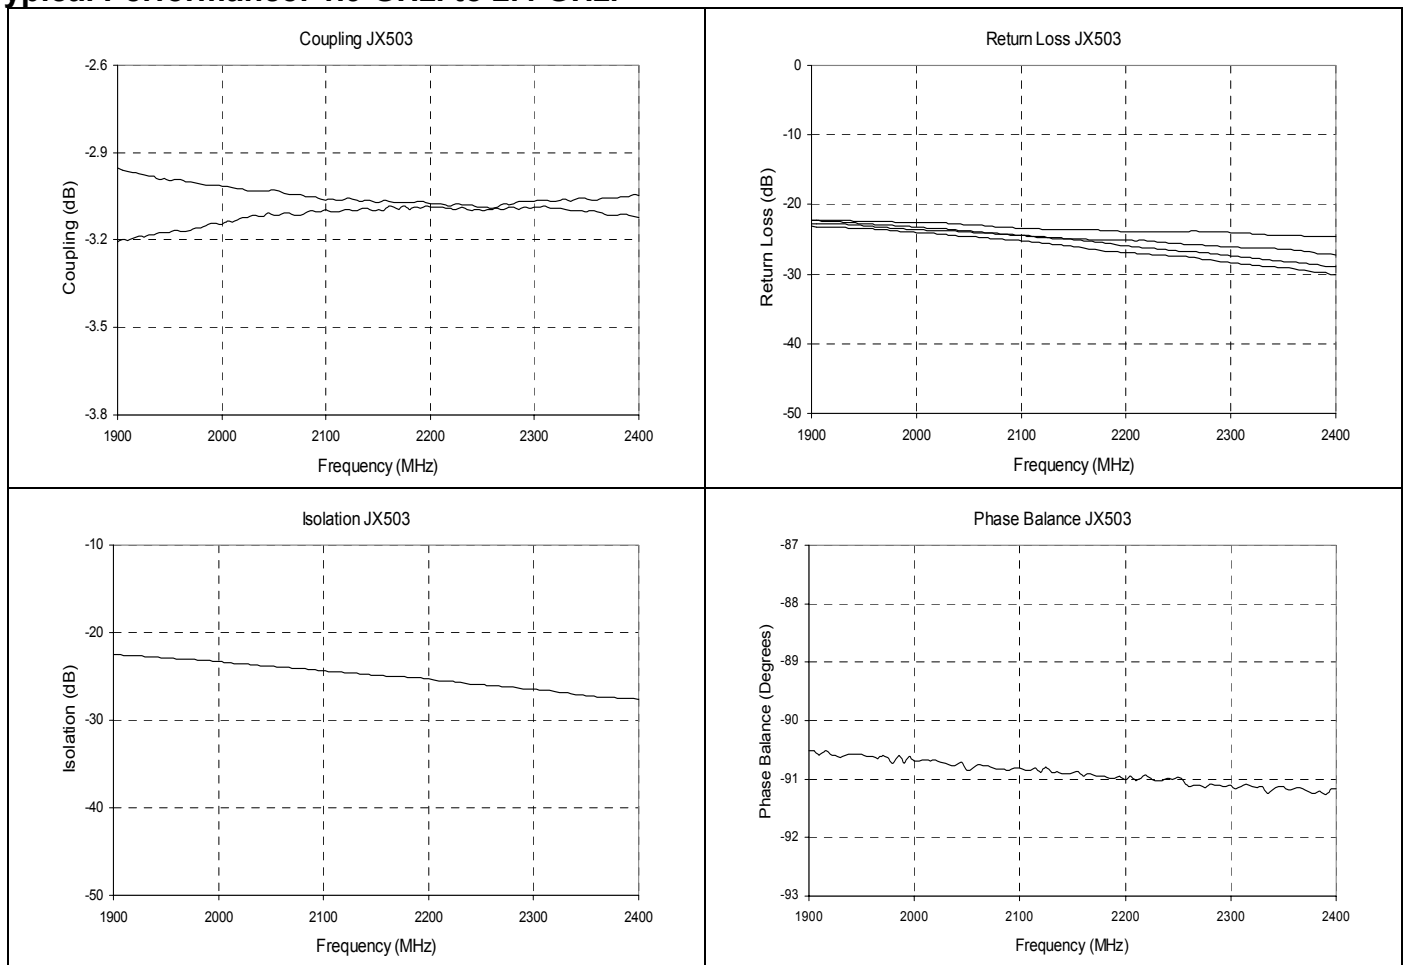 ypical Performance: 1.9 GHz. to 2.4 GHz.
Coupling JX503
-2.6
-2.9
-3.2
-3.5
-3.8
Coupling (dB)
1900 2000 2100 2200 2300 2400
Frequency (MHz)
Return Loss JX503
0
-10
-20
-30
-40
-50
Return Loss (dB)
1900 2000 2100 2200 2300 2400
Frequency (MHz)
Isolation JX503
-10
-20
-30
-40
-50
Isolation (dB)
1900 2000 2100 2200 2300 2400
Frequency (MHz)
Phase Balance JX503
-87
-88
-89
-90
-91
-92
-93
Phase Balance (Degrees)
1900 2000 2100 2200 2300 2400
Frequency (MHz)